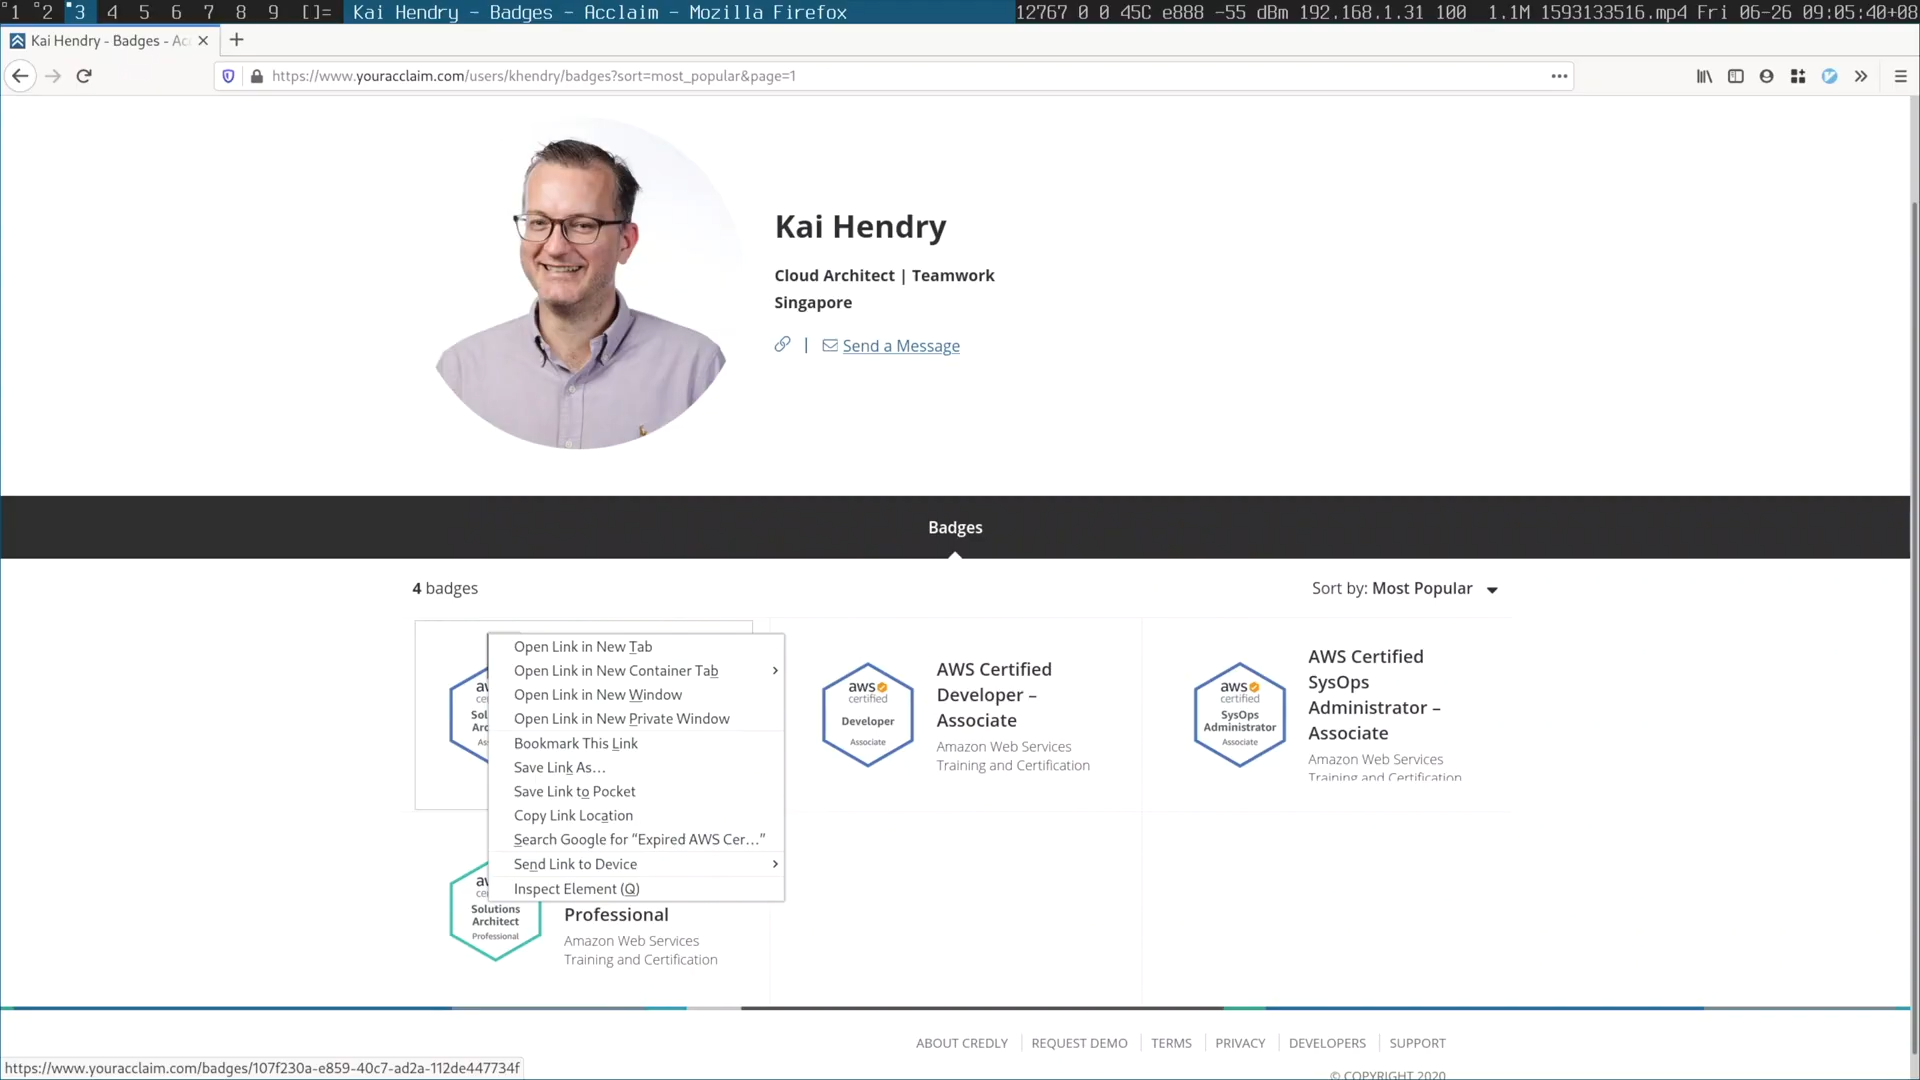 1 2 3 4 5 6 7 8 9 []= Kai Hendry - Badges - Acclaim - Mozilla Firefox 12767 0 0 45C e888 -55 dBm 192.168.1.31 100 1.1M 1593133516.mp4 Fri 06-26 09:05:40+08
Kai Hendry - Badges - Ac
https://www.youracclaim.com/users/khendry/badges?sort=most_popular&page=1
Kai Hendry
Cloud Architect | Teamwork
Singapore
| Send a Message
Badges
4 badges
Sort by: Most Popular
Open Link in New Tab
Open Link in New Container Tab
Open Link in New Window
Open Link in New Private Window
Bookmark This Link
Save Link As…
Save Link to Pocket
Copy Link Location
Search Google for “Expired AWS Cer…”
Send Link to Device
Inspect Element (Q)
aws
certified
Developer
Associate
AWS Certified
Developer –
Associate
Amazon Web Services
Training and Certification
aws
certified
SysOps
Administrator
Associate
AWS Certified
SysOps
Administrator –
Associate
Amazon Web Services
Training and Certification
Solutions
Architect
Professional
Professional
Amazon Web Services
Training and Certification
ABOUT CREDLY
REQUEST DEMO
TERMS
PRIVACY
DEVELOPERS
SUPPORT
© COPYRIGHT 2020
https://www.youracclaim.com/badges/107f230a-e859-40c7-ad2a-112de447734f